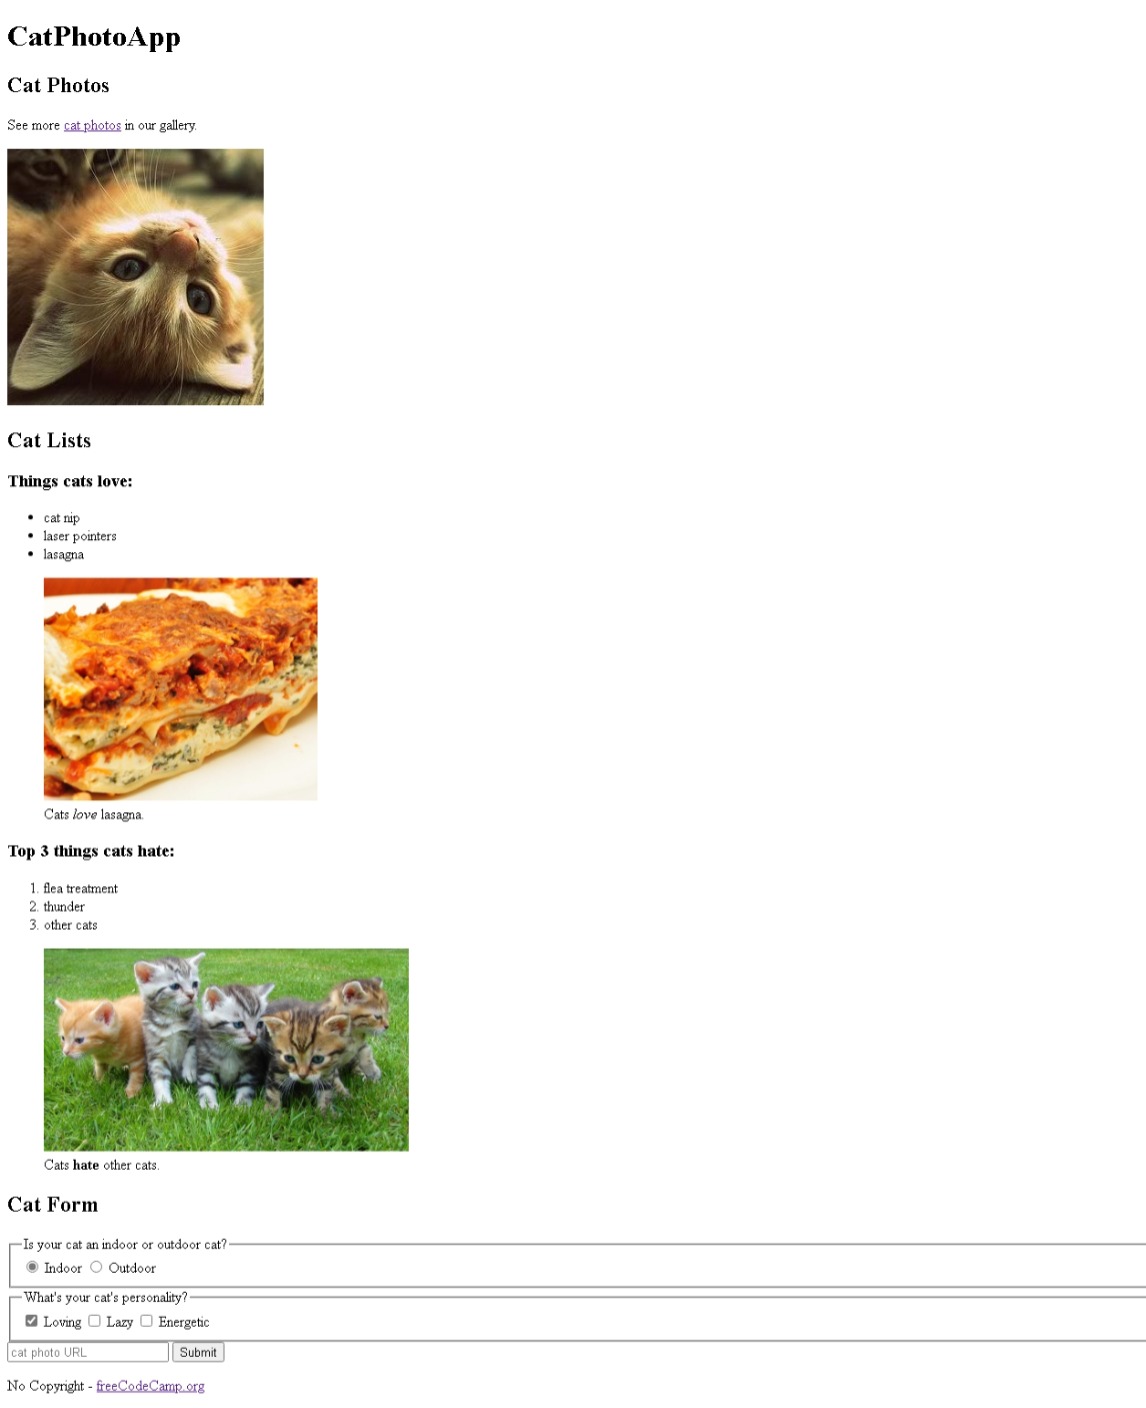 CatPhotoApp
Cat Photos
See more cat photos in our gallery.
Cat Lists
Things cats love:
• cat nip
• laser pointers
• lasagna
Cats love lasagna.
Top 3 things cats hate:
1. flea treatment
2. thunder
3. other cats
Cats hate other cats.
Cat Form
Is your cat an indoor or outdoor cat?
Indoor Outdoor
What's your cat's personality?
Loving Lazy Energetic
cat photo URL Submit
No Copyright - freeCodeCamp.org